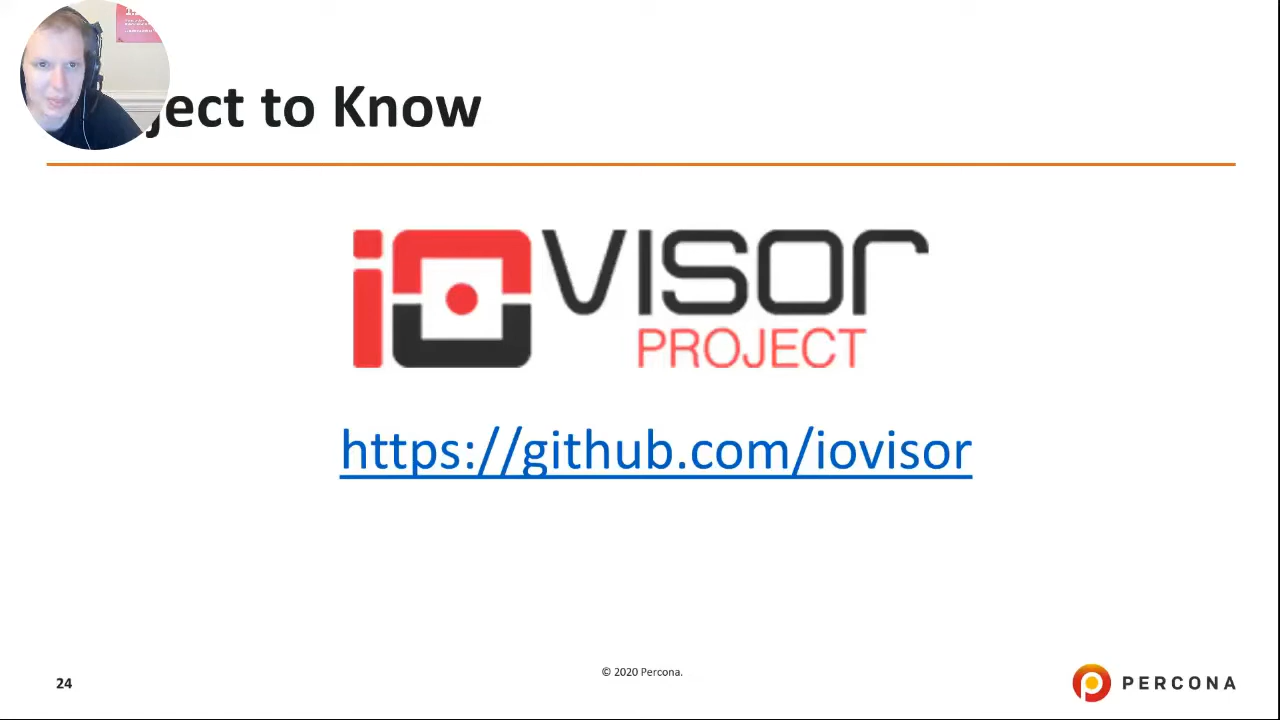 ject to Know
iovisor
PROJECT
https://github.com/iovisor
© 2020 Percona.
24
PERCONA